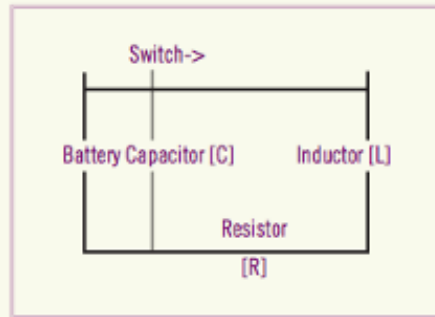 Switch->
Battery Capacitor [C] Inductor [L]
Resistor
[R]